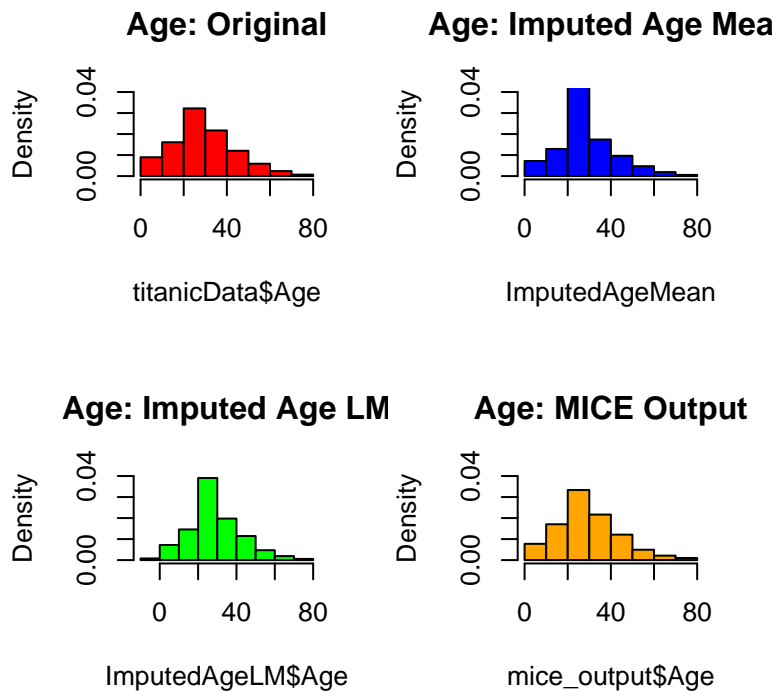 Age: Original
Density
0.00
0.04
0
40
80
titanicData$Age
Age: Imputed Age Mea
Density
0.00
0.04
0
40
80
ImputedAgeMean
Age: Imputed Age LM
Density
0.00
0.04
0
40
80
ImputedAgeLM$Age
Age: MICE Output
Density
0.00
0.04
0
40
80
mice_output$Age